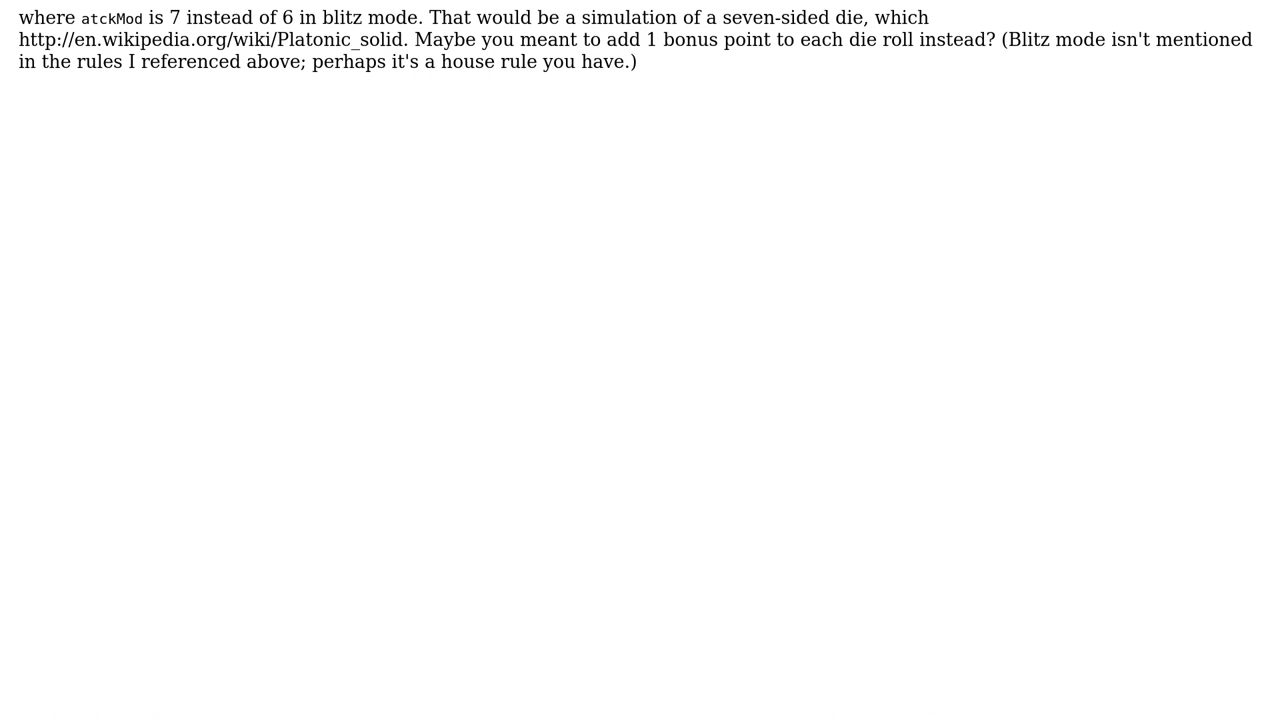 where atckMod is 7 instead of 6 in blitz mode. That would be a simulation of a seven-sided die, which
http://en.wikipedia.org/wiki/Platonic_solid. Maybe you meant to add 1 bonus point to each die roll instead? (Blitz mode isn't mentioned
in the rules I referenced above; perhaps it's a house rule you have.)